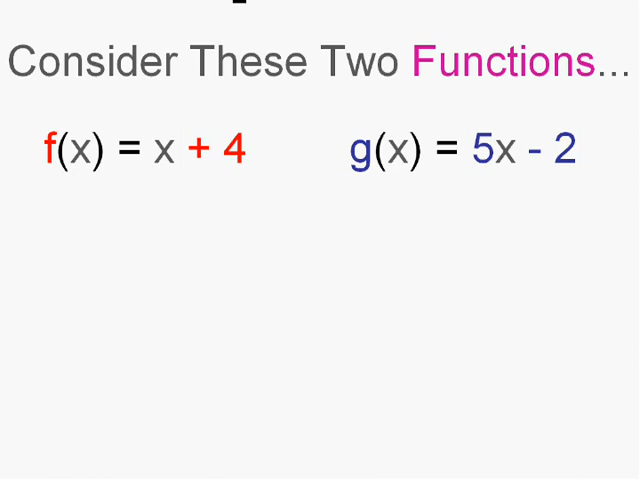 Consider These Two Functions...
f(x) = x + 4 g(x) = 5x - 2